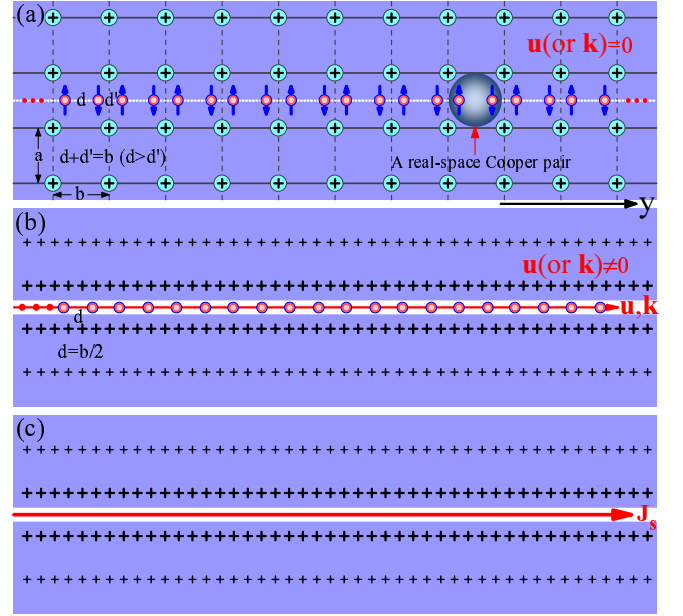 (a)
u(or k)=0
d d'
a
d+d'=b (d>d')
A real-space Cooper pair
b
y
(b)
u(or k)≠0
u,k
d
d=b/2
(c)
J_s